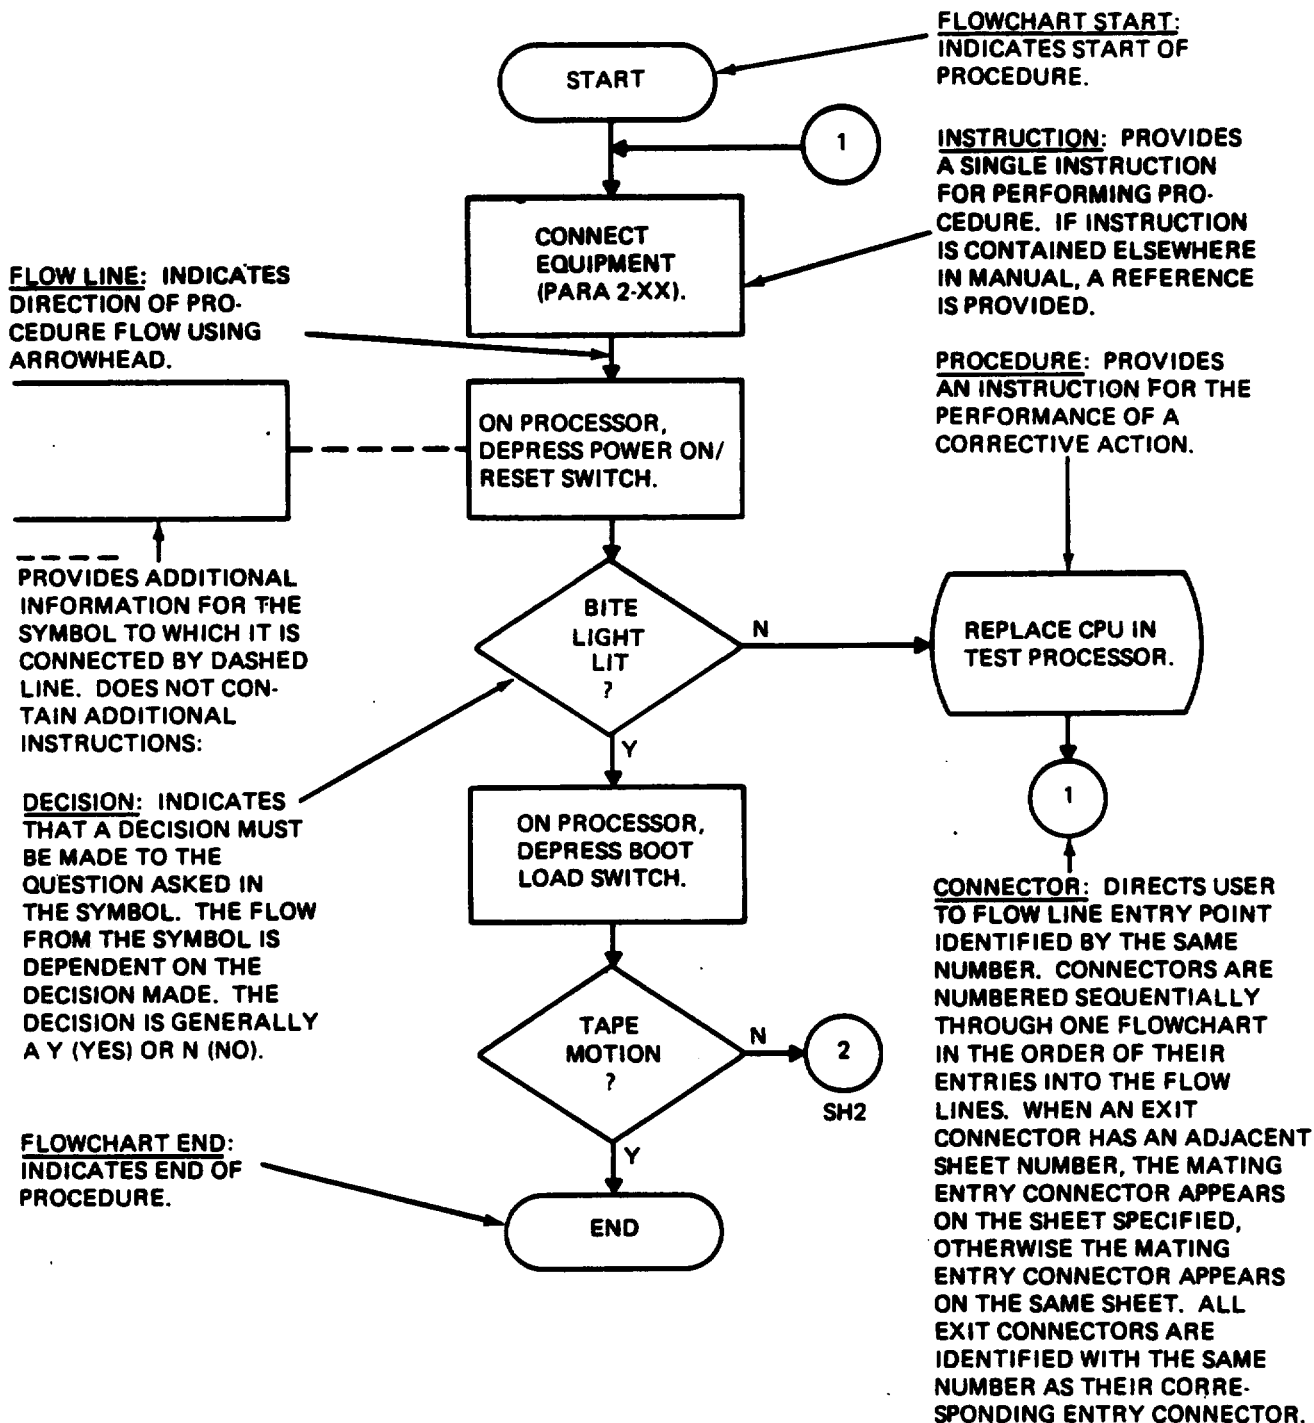 FLOWCHART START:
INDICATES START OF
PROCEDURE.
START
1
INSTRUCTION: PROVIDES
A SINGLE INSTRUCTION
FOR PERFORMING PRO-
CEDURE. IF INSTRUCTION
IS CONTAINED ELSEWHERE
IN MANUAL, A REFERENCE
IS PROVIDED.
CONNECT
EQUIPMENT
(PARA 2-XX).
FLOW LINE: INDICATES
DIRECTION OF PRO-
CEDURE FLOW USING
ARROWHEAD.
PROCEDURE: PROVIDES
AN INSTRUCTION FOR THE
PERFORMANCE OF A
CORRECTIVE ACTION.
ON PROCESSOR,
DEPRESS POWER ON/
RESET SWITCH.
PROVIDES ADDITIONAL
INFORMATION FOR THE
SYMBOL TO WHICH IT IS
CONNECTED BY DASHED
LINE. DOES NOT CON-
TAIN ADDITIONAL
INSTRUCTIONS:
BITE
LIGHT
LIT
?
N
REPLACE CPU IN
TEST PROCESSOR.
Y
1
DECISION: INDICATES
THAT A DECISION MUST
BE MADE TO THE
QUESTION ASKED IN
THE SYMBOL. THE FLOW
FROM THE SYMBOL IS
DEPENDENT ON THE
DECISION MADE. THE
DECISION IS GENERALLY
A Y (YES) OR N (NO).
ON PROCESSOR,
DEPRESS BOOT
LOAD SWITCH.
CONNECTOR: DIRECTS USER
TO FLOW LINE ENTRY POINT
IDENTIFIED BY THE SAME
NUMBER. CONNECTORS ARE
NUMBERED SEQUENTIALLY
THROUGH ONE FLOWCHART
IN THE ORDER OF THEIR
ENTRIES INTO THE FLOW
LINES. WHEN AN EXIT
CONNECTOR HAS AN ADJACENT
SHEET NUMBER, THE MATING
ENTRY CONNECTOR APPEARS
ON THE SHEET SPECIFIED,
OTHERWISE THE MATING
ENTRY CONNECTOR APPEARS
ON THE SAME SHEET. ALL
EXIT CONNECTORS ARE
IDENTIFIED WITH THE SAME
NUMBER AS THEIR CORRE-
SPONDING ENTRY CONNECTOR.
TAPE
MOTION
?
N
2
SH2
Y
FLOWCHART END:
INDICATES END OF
PROCEDURE.
END